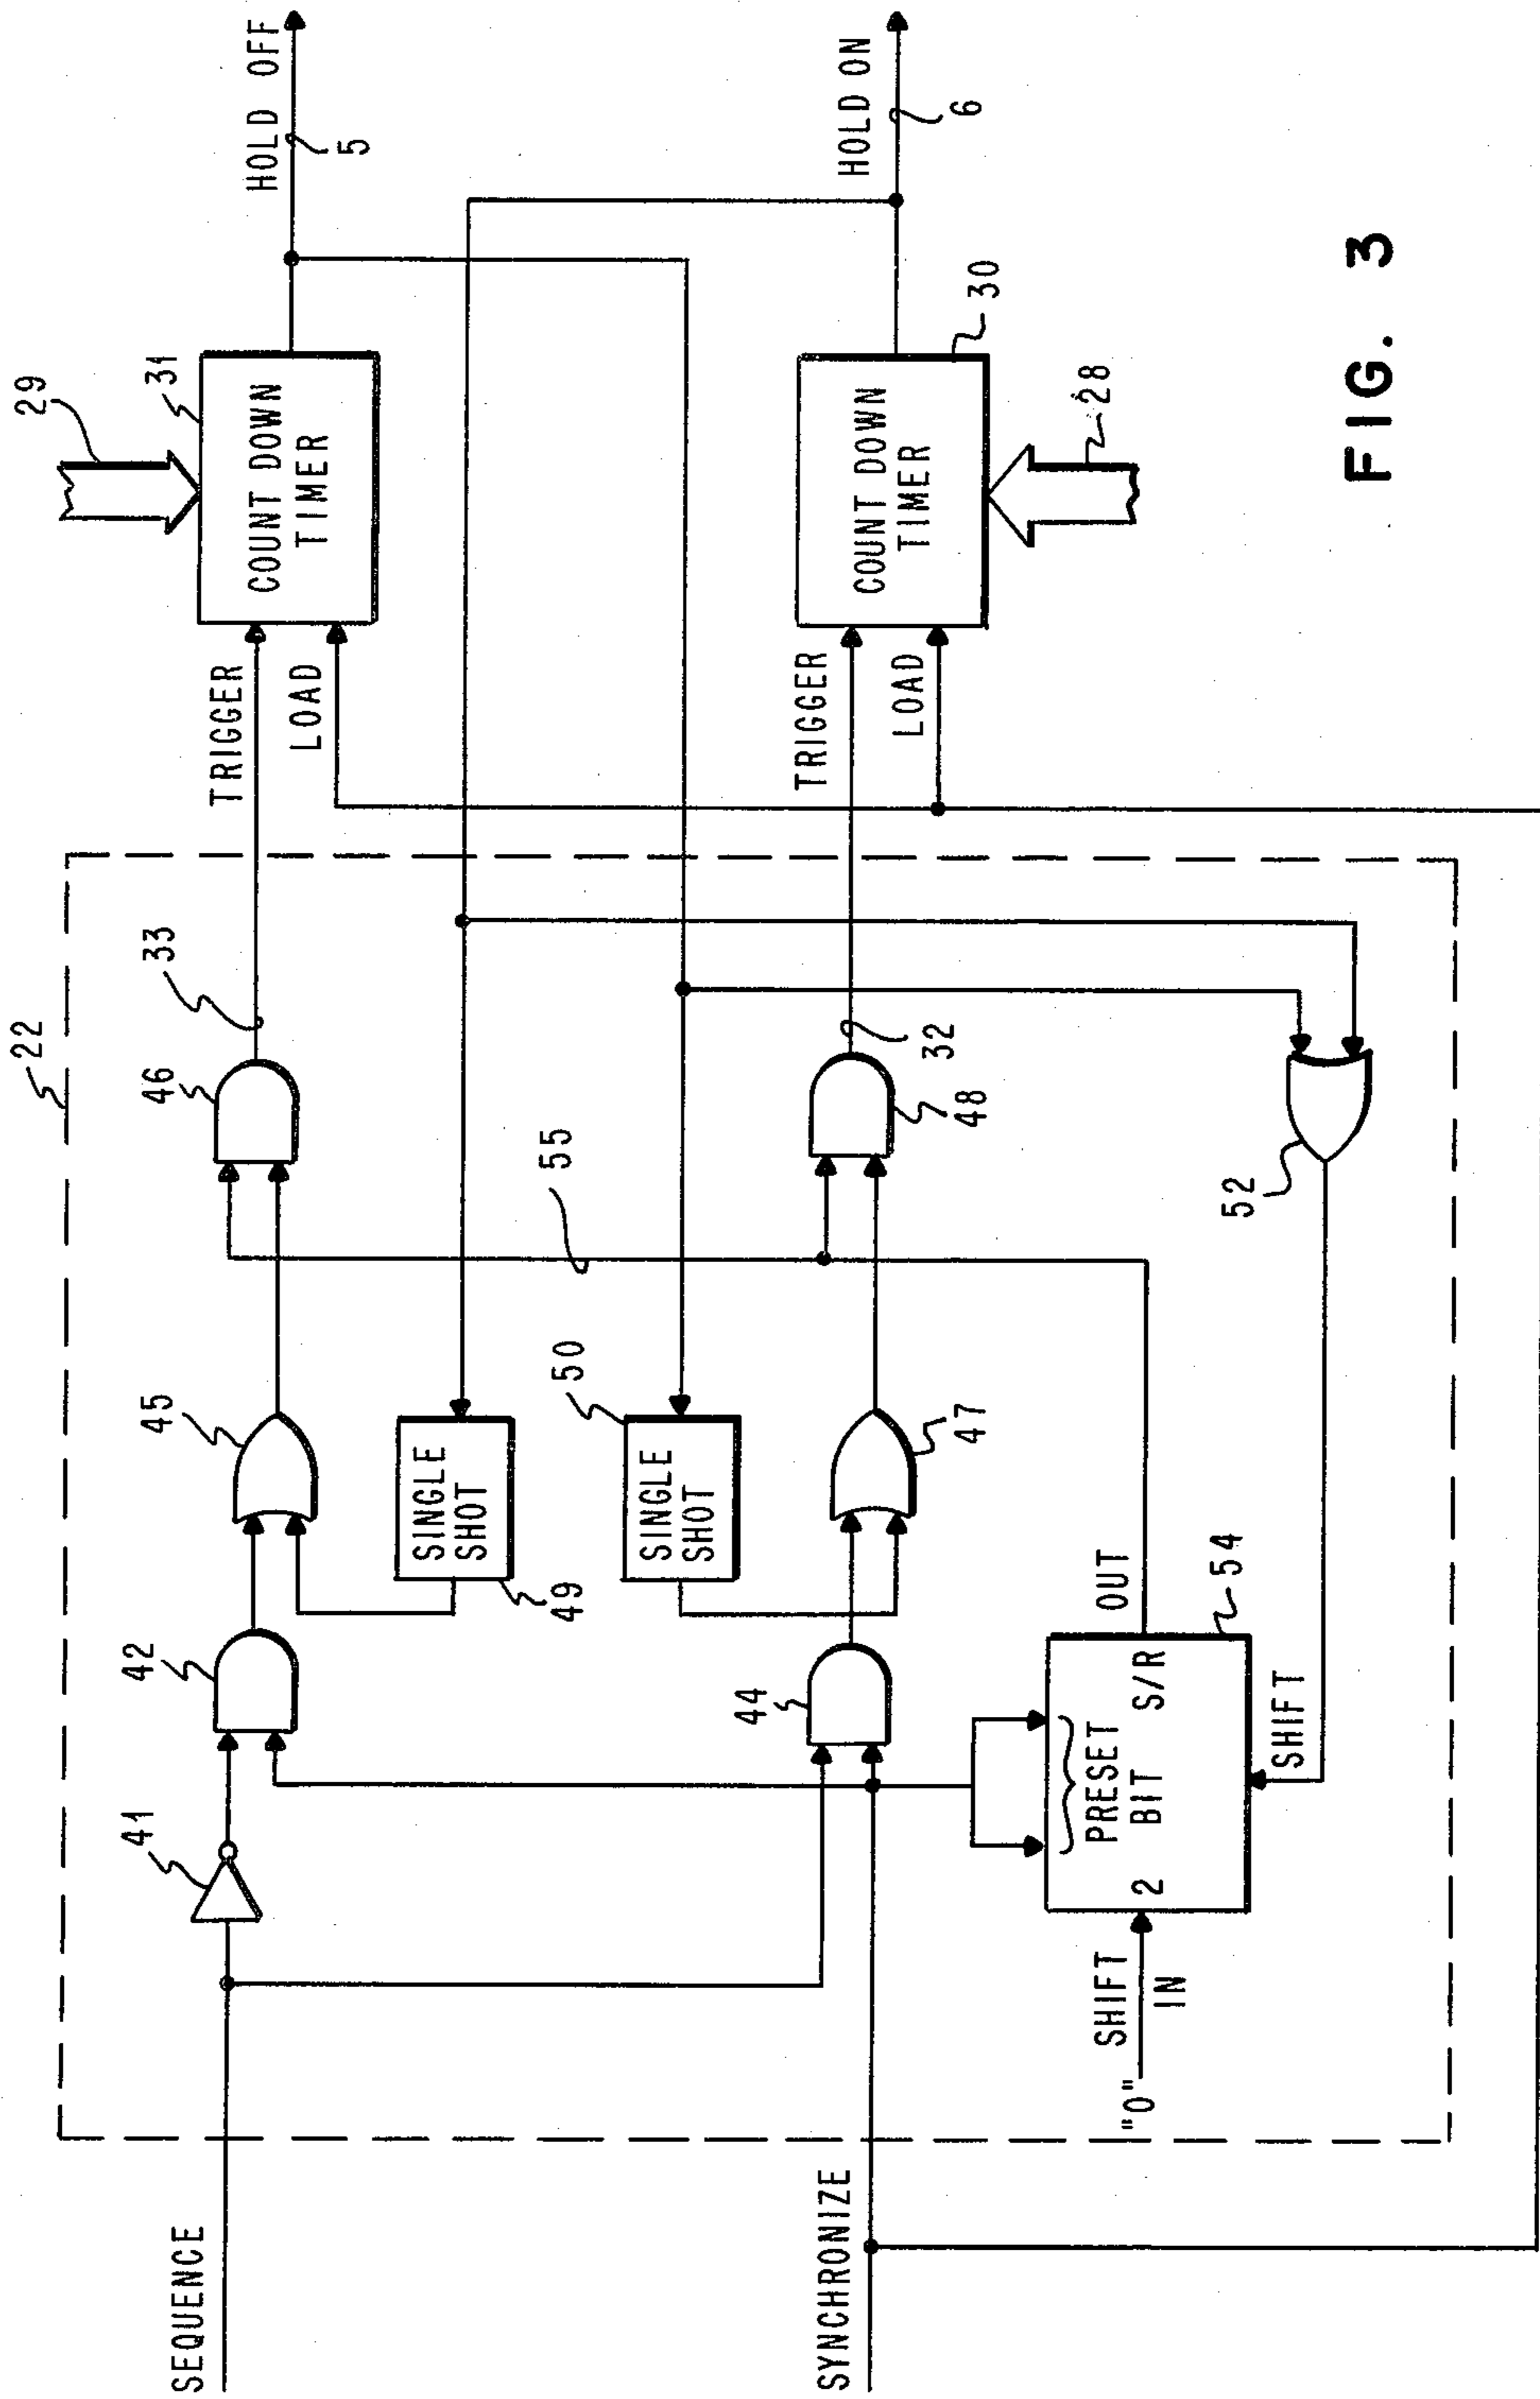 SEQUENCE
SYNCHRONIZE
22
41
42
45
46
33
TRIGGER
LOAD
29
31
COUNT DOWN
TIMER
HOLD OFF
5
SINGLE
SHOT
49
SINGLE
SHOT
50
55
44
47
48
32
TRIGGER
LOAD
COUNT DOWN
TIMER
30
28
HOLD ON
6
"0"
SHIFT
IN
PRESET
2 BIT S/R
OUT
54
SHIFT
52
FIG. 3